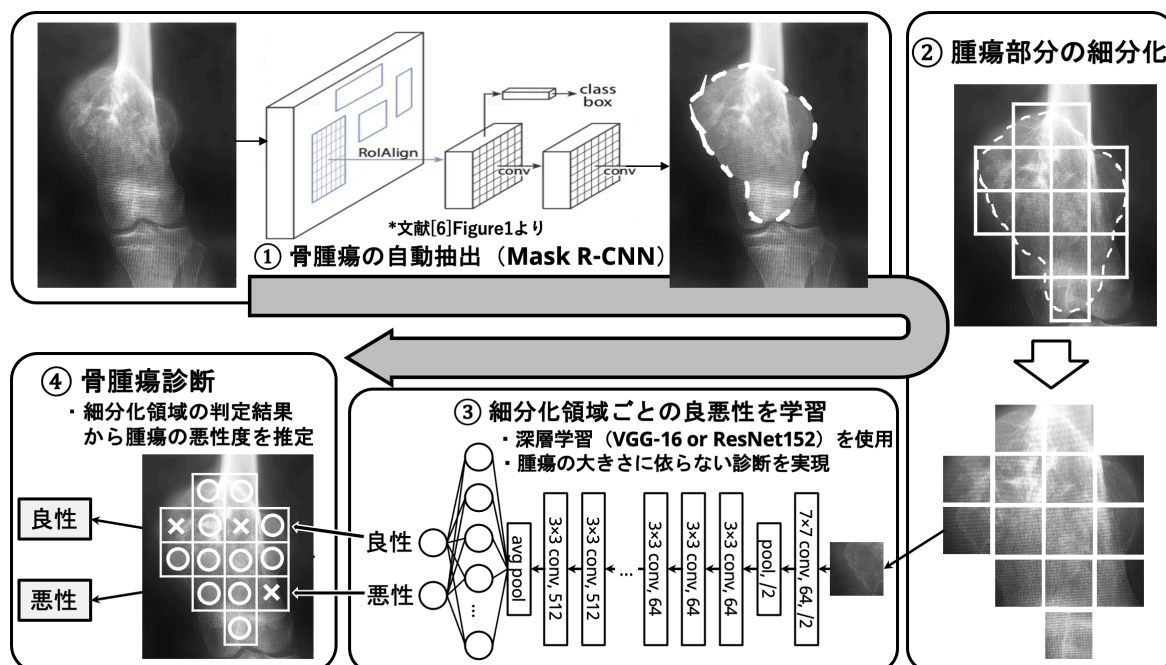 RoIAlign
class
box
conv
conv
*文献[6]Figure1より
① 骨腫瘍の自動抽出（Mask R-CNN）
② 腫瘍部分の細分化
③ 細分化領域ごとの良悪性を学習
・深層学習（VGG-16 or ResNet152）を使用
・腫瘍の大きさに依らない診断を実現
7×7 conv, 64, /2
pool, /2
3×3 conv, 64
3×3 conv, 64
3×3 conv, 64
...
3×3 conv, 512
3×3 conv, 512
avg pool
...
良性
悪性
④ 骨腫瘍診断
・細分化領域の判定結果
から腫瘍の悪性度を推定
良性
悪性